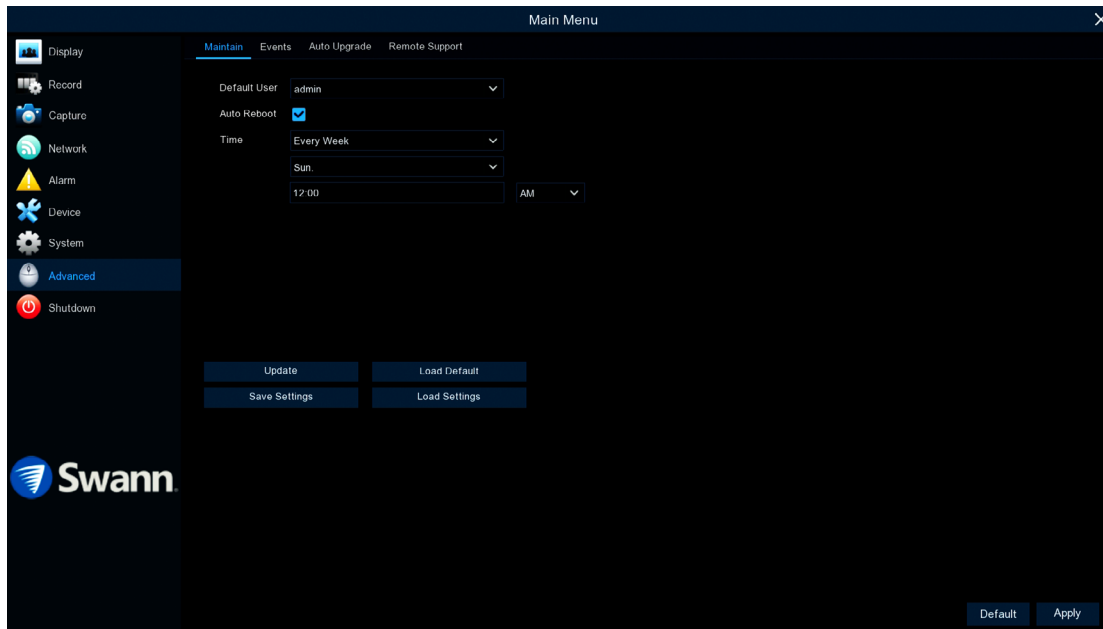 Main Menu
Display
Record
Capture
Network
Alarm
Device
System
Advanced
Shutdown
Swann
Maintain Events Auto Upgrade Remote Support
Default User admin
Auto Reboot
Time Every Week
Sun.
12:00 AM
Update Load Default
Save Settings Load Settings
Default Apply